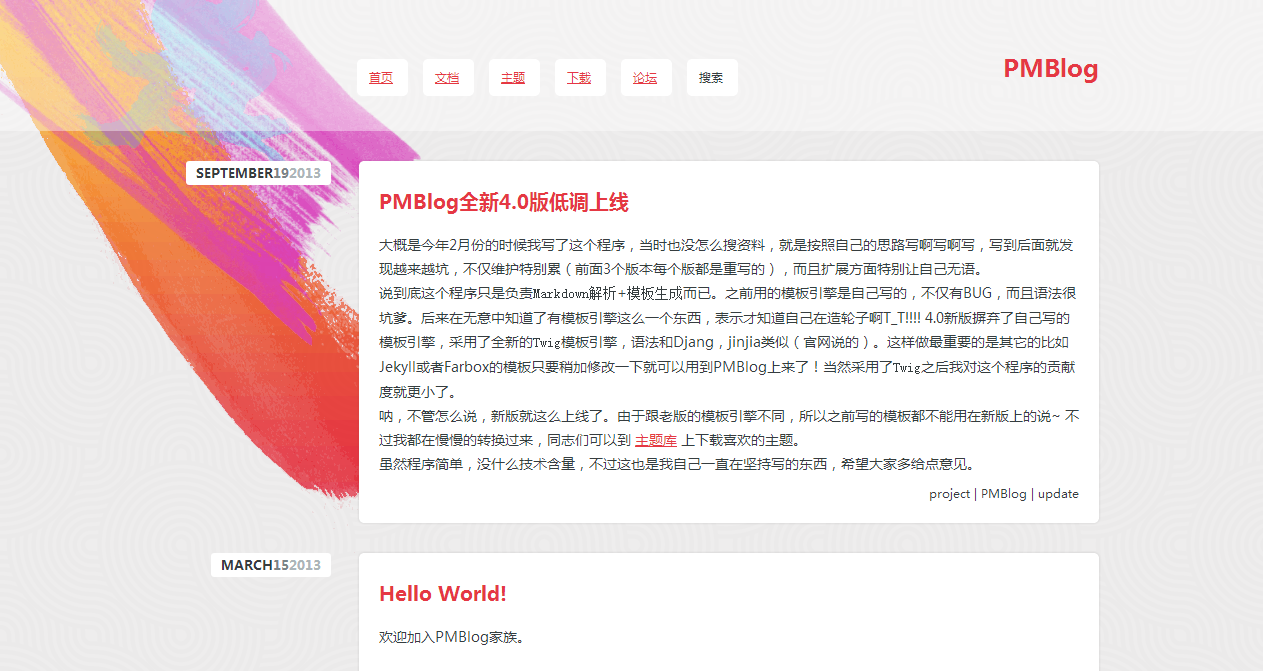 首页 文档 主题 下载 论坛 搜索
PMBlog
SEPTEMBER192013
PMBlog全新4.0版低调上线
大概是今年2月份的时候我写了这个程序，当时也没怎么搜资料，就是按照自己的思路写啊写啊写，写到后面就发
现越来越坑，不仅维护特别累（前面3个版本每个版都是重写的），而且扩展方面特别让自己无语。
说到底这个程序只是负责Markdown解析+模板生成而已。之前用的模板引擎是自己写的，不仅有BUG，而且语法很
坑爹。后来在无意中知道了有模板引擎这么一个东西，表示才知道自己在造轮子啊T_T!!!! 4.0新版摒弃了自己写的
模板引擎，采用了全新的Twig模板引擎，语法和Djang，jinjia类似（官网说的）。这样做最重要的是其它的比如
Jekyll或者Farbox的模板只要稍加修改一下就可以用到PMBlog上来了！当然采用了Twig之后我对这个程序的贡献
度就更小了。
呐，不管怎么说，新版就这么上线了。由于跟老版的模板引擎不同，所以之前写的模板都不能用在新版上的说~ 不
过我都在慢慢的转换过来，同志们可以到 主题库 上下载喜欢的主题。
虽然程序简单，没什么技术含量，不过这也是我自己一直在坚持写的东西，希望大家多给点意见。
project | PMBlog | update
MARCH152013
Hello World!
欢迎加入PMBlog家族。